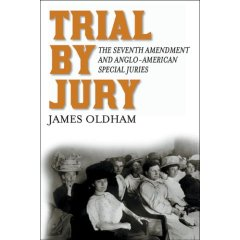 TRIAL
BY
JURY
THE SEVENTH AMENDMENT
AND ANGLO-AMERICAN
SPECIAL JURIES
JAMES OLDHAM